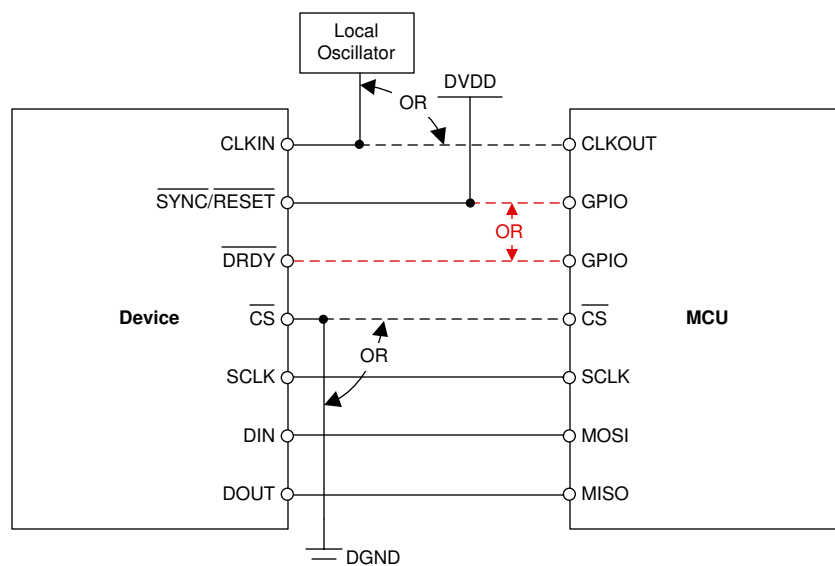 Local
Oscillator
OR
DVDD
CLKIN
CLKOUT
SYNC/RESET
GPIO
OR
DRDY
GPIO
Device
CS
CS
MCU
OR
SCLK
SCLK
DIN
MOSI
DOUT
MISO
DGND